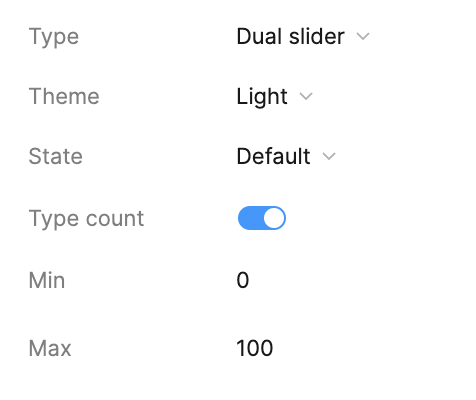 Type Dual slider
Theme Light
State Default
Type count
Min 0
Max 100